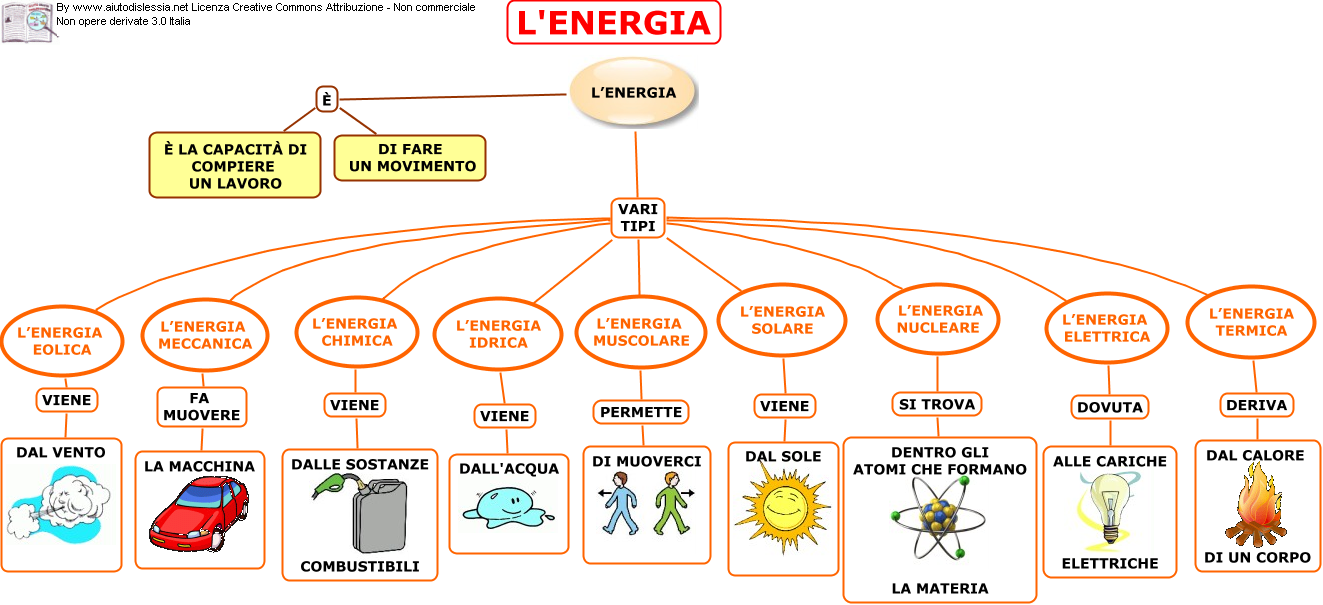 By www.aiutodislessia.net Licenza Creative Commons Attribuzione - Non commerciale
Non opere derivate 3.0 Italia
L'ENERGIA
L’ENERGIA
È
È LA CAPACITÀ DI
COMPIERE
UN LAVORO
DI FARE
UN MOVIMENTO
VARI
TIPI
L’ENERGIA
EOLICA
VIENE
DAL VENTO
L’ENERGIA
MECCANICA
FA
MUOVERE
LA MACCHINA
L’ENERGIA
CHIMICA
VIENE
DALLE SOSTANZE
COMBUSTIBILI
L’ENERGIA
IDRICA
VIENE
DALL'ACQUA
L’ENERGIA
MUSCOLARE
PERMETTE
DI MUOVERCI
L’ENERGIA
SOLARE
VIENE
DAL SOLE
L’ENERGIA
NUCLEARE
SI TROVA
DENTRO GLI
ATOMI CHE FORMANO
LA MATERIA
L’ENERGIA
ELETTRICA
DOVUTA
ALLE CARICHE
ELETTRICHE
L’ENERGIA
TERMICA
DERIVA
DAL CALORE
DI UN CORPO